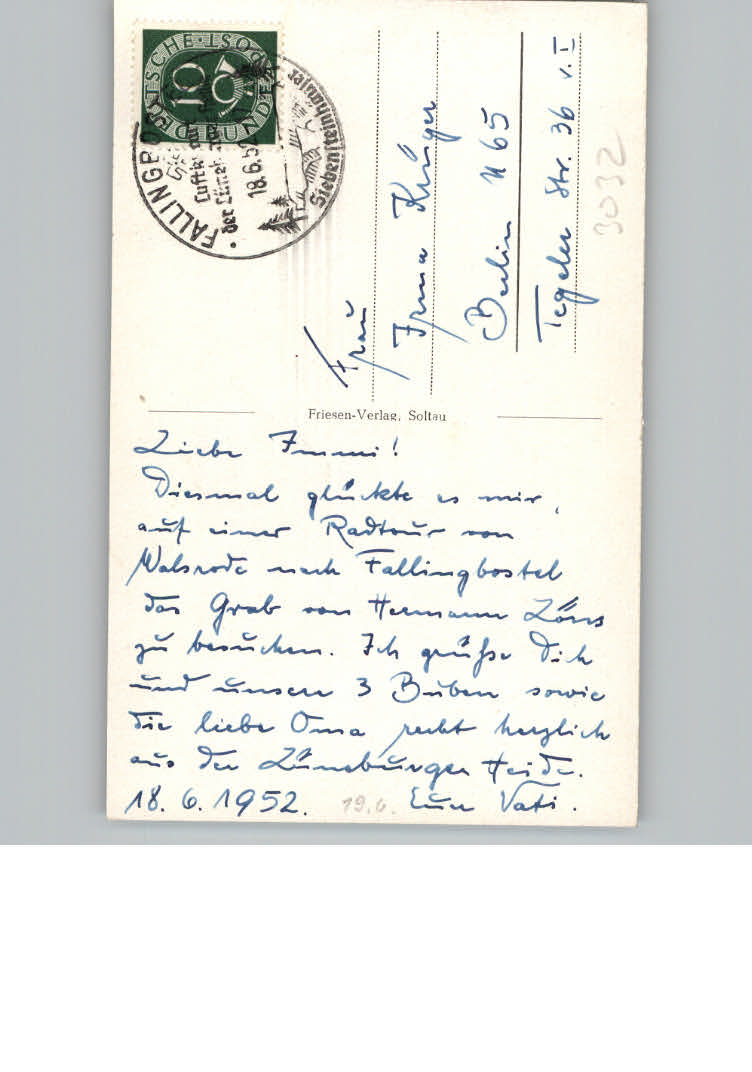 DEUTSCHE BUNDESPOST
10
FALLINGBOSTEL
Luftkurort
der Lüneburger
18.6.52
Siebensteinhäuser
Frau
Irma Krüger
Berlin N 65
Tegeler Str. 36 v. I
3032
Friesen-Verlag, Soltau
Liebe Immi!
Diesmal glückte es mir,
auf einer Radtour von
Walsrode nach Fallingbostel
das Grab von Hermann Löns
zu besuchen. Ich grüße Dich
und unsere 3 Buben sowie
die liebe Oma recht herzlich
aus der Lüneburger Heide.
18. 6. 1952. 19.6. Euer Vati.